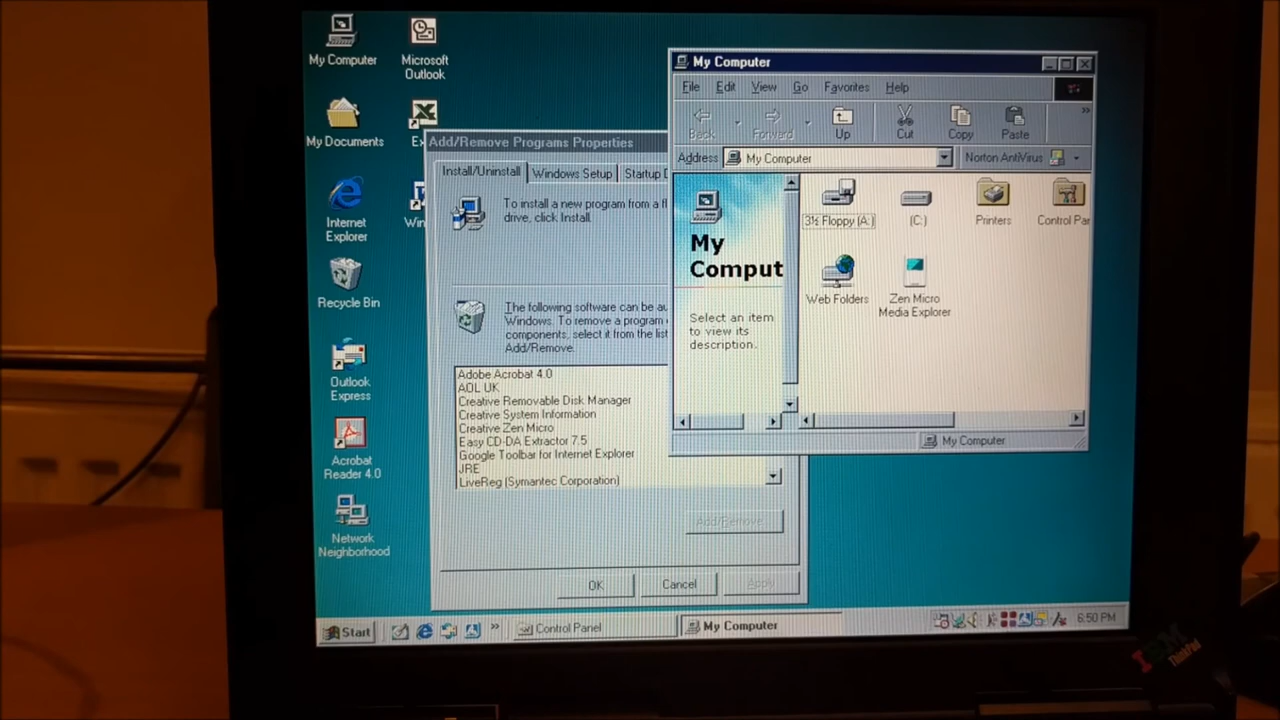 My Computer
Microsoft
Outlook
My Documents
Internet
Explorer
Recycle Bin
Outlook
Express
Acrobat
Reader 4.0
Network
Neighborhood
Add/Remove Programs Properties
Install/Uninstall
Windows Setup
To install a new program from a
drive, click Install.
The following software can be
Windows. To remove a program
components, select it from the list
Add/Remove.
Adobe Acrobat 4.0
AOL UK
Creative Removable Disk Manager
Creative System Information
Creative Zen Micro
Easy CD-DA Extractor 7.5
Google Toolbar for Internet Explorer
JRE
LiveReg (Symantec Corporation)
Add/Remove...
OK
Cancel
Apply
My Computer
File Edit View Go Favorites Help
Back Forward Up Cut Copy Paste
Address My Computer Norton AntiVirus
My
Comput
Select an item
to view its
description.
3½ Floppy (A:)
(C:)
Printers
Control Pa
Web Folders
Zen Micro
Media Explorer
My Computer
Start
Control Panel
My Computer
6:50 PM
IBM
ThinkPad